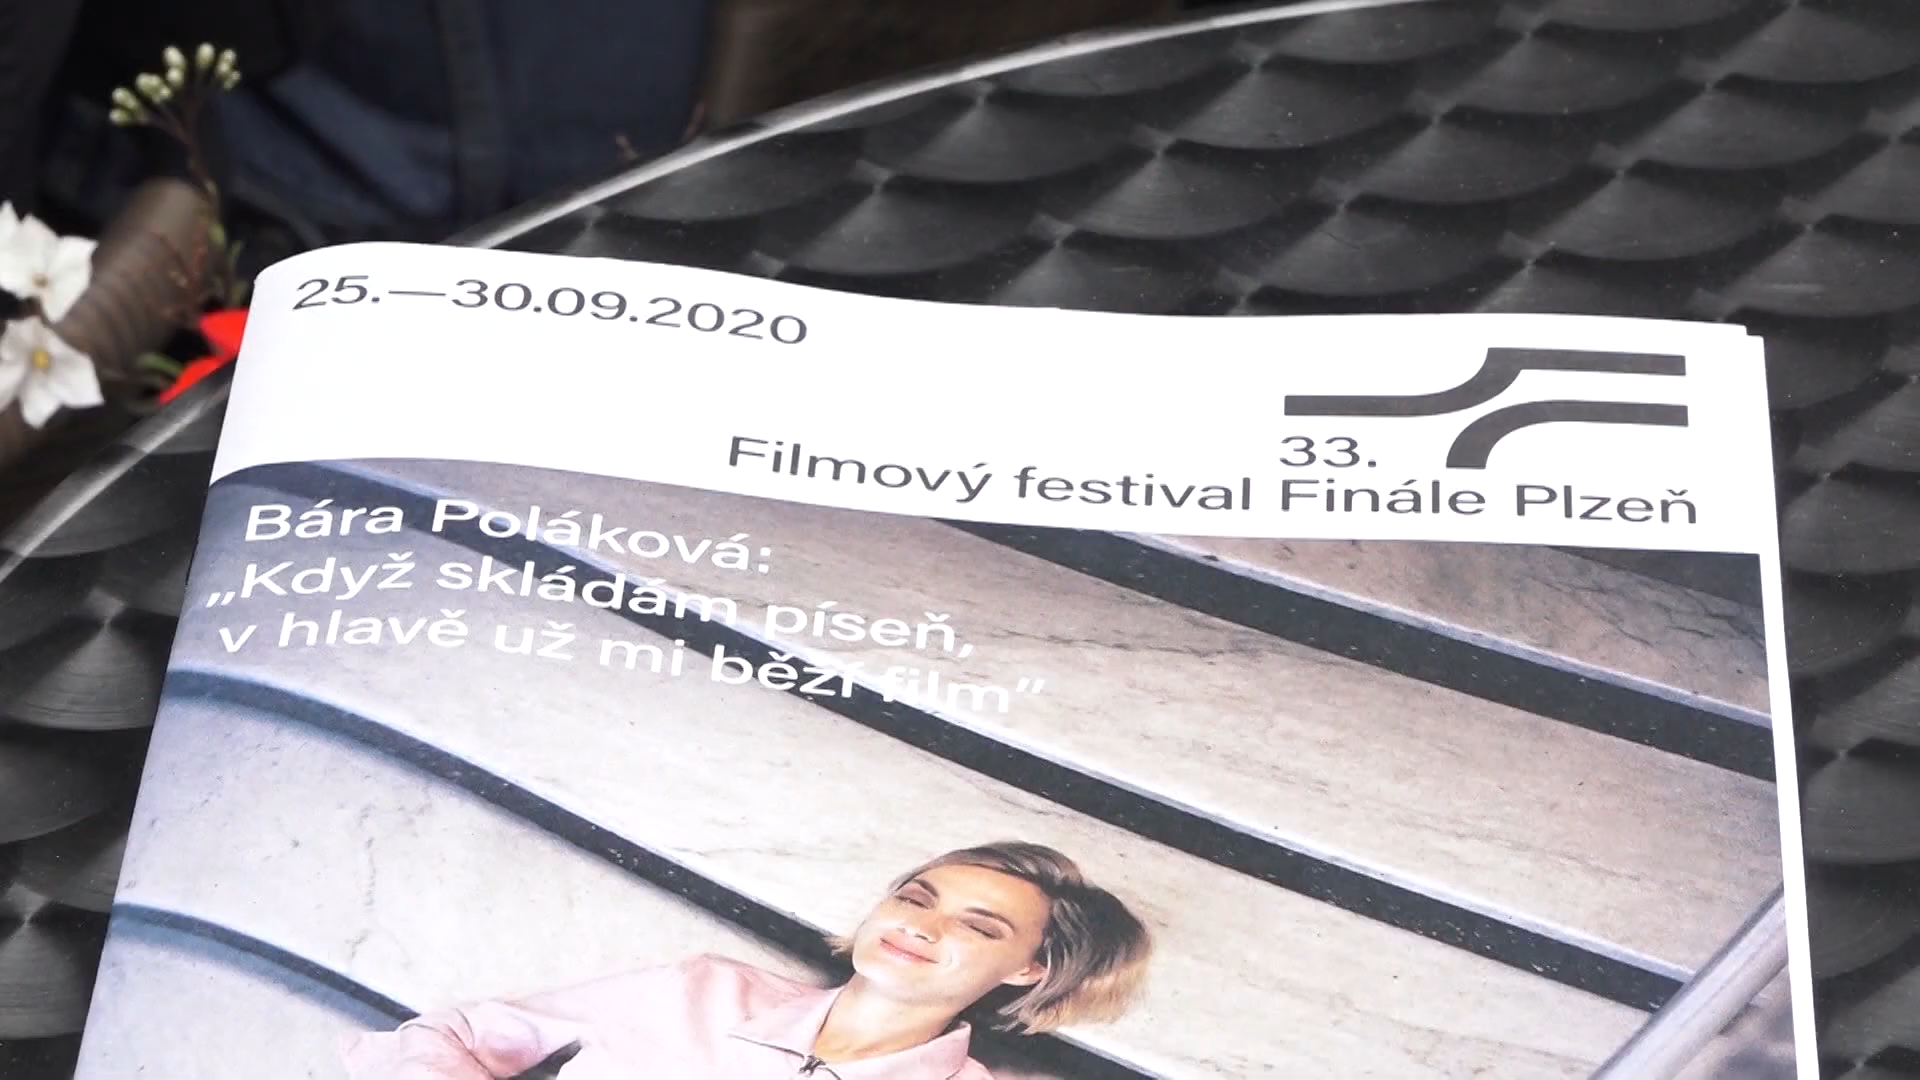 25.—30.09.2020
33.
Filmový festival Finále Plzeň
Bára Poláková:
„Když skládám píseň,
v hlavě už mi běží film”